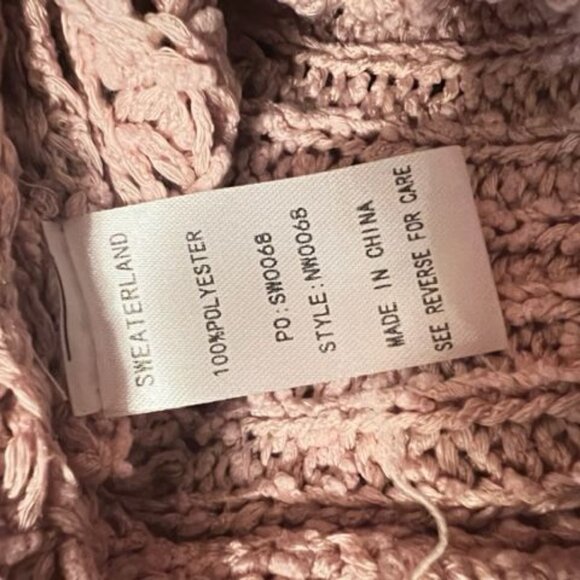 SWEATERLAND
100%POLYESTER
PO:SW0068
STYLE:NW0068
MADE IN CHINA
SEE REVERSE FOR CARE